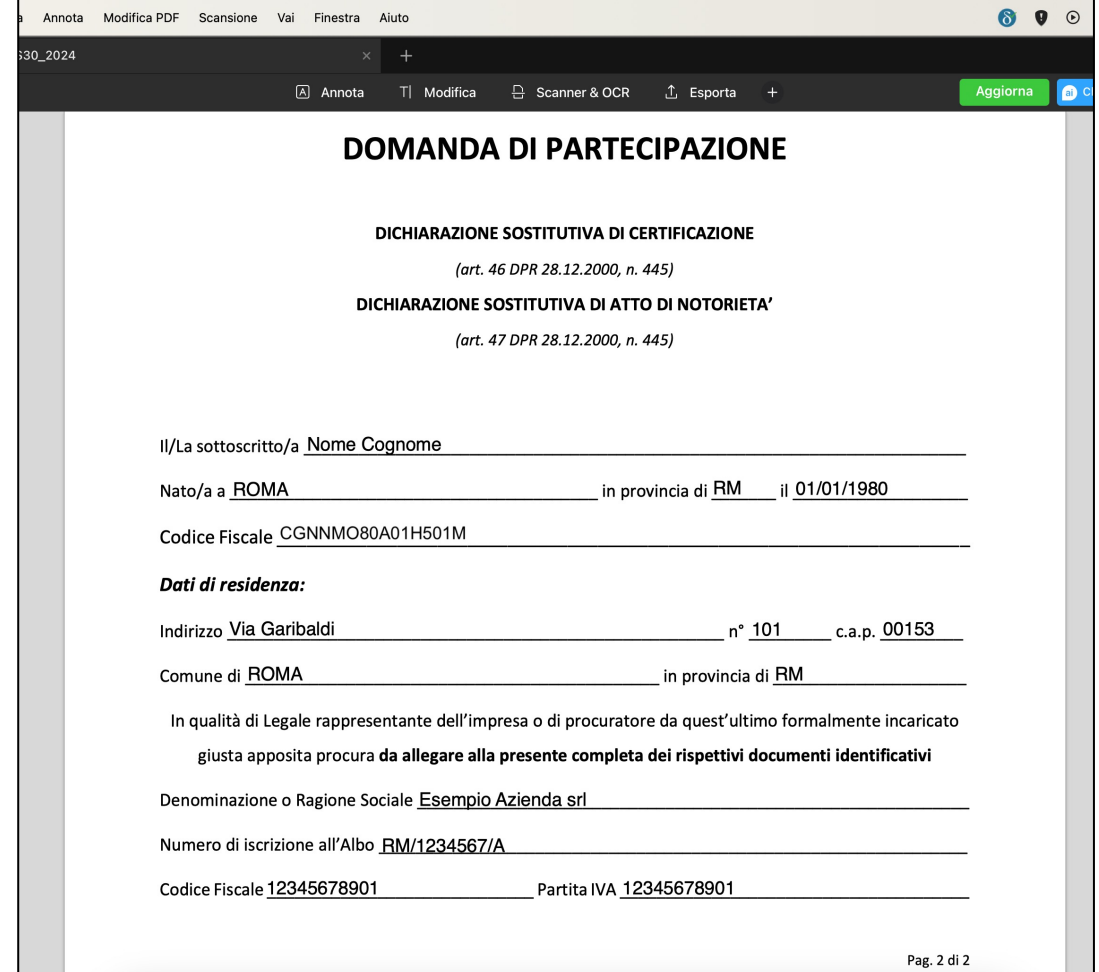 Annota Modifica PDF Scansione Vai Finestra Aiuto
30_2024
Annota Modifica Scanner & OCR Esporta Aggiorna ai
DOMANDA DI PARTECIPAZIONE
DICHIARAZIONE SOSTITUTIVA DI CERTIFICAZIONE
(art. 46 DPR 28.12.2000, n. 445)
DICHIARAZIONE SOSTITUTIVA DI ATTO DI NOTORIETA’
(art. 47 DPR 28.12.2000, n. 445)
Il/La sottoscritto/a Nome Cognome
Nato/a a ROMA in provincia di RM il 01/01/1980
Codice Fiscale CGNNMO80A01H501M
Dati di residenza:
Indirizzo Via Garibaldi n° 101 c.a.p. 00153
Comune di ROMA in provincia di RM
In qualità di Legale rappresentante dell’impresa o di procuratore da quest’ultimo formalmente incaricato
giusta apposita procura da allegare alla presente completa dei rispettivi documenti identificativi
Denominazione o Ragione Sociale Esempio Azienda srl
Numero di iscrizione all’Albo RM/1234567/A
Codice Fiscale 12345678901 Partita IVA 12345678901
Pag. 2 di 2